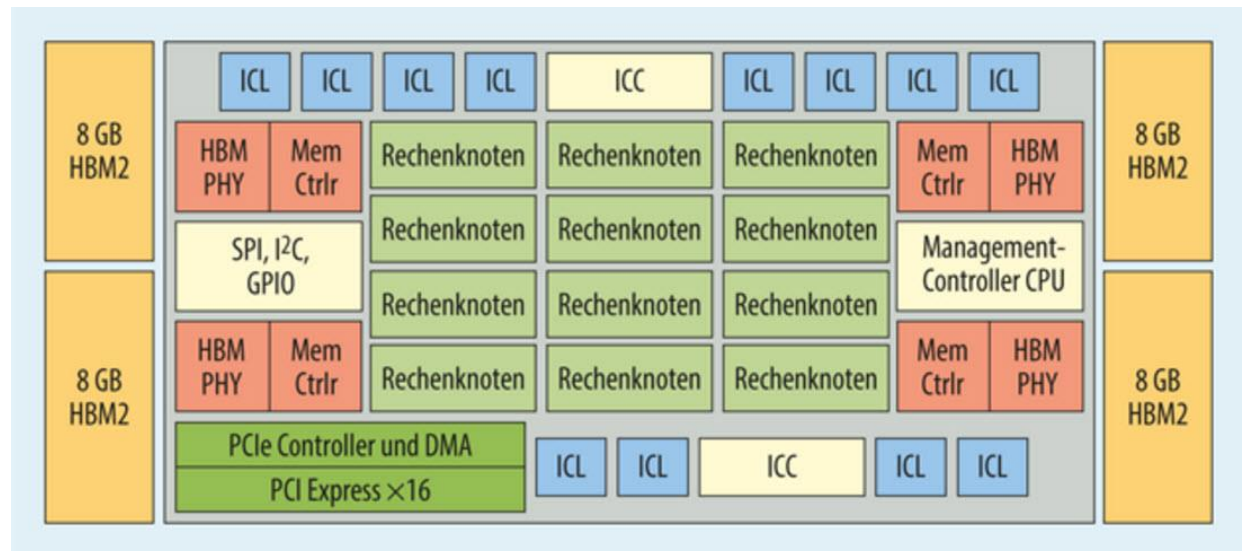 ICL ICL ICL ICL ICC ICL ICL ICL ICL
8 GB
HBM2
HBM
PHY
Mem
Ctrlr
Rechenknoten Rechenknoten Rechenknoten
Mem
Ctrlr
HBM
PHY
8 GB
HBM2
SPI, I²C,
GPIO
Rechenknoten Rechenknoten Rechenknoten
Management-
Controller CPU
Rechenknoten Rechenknoten Rechenknoten
8 GB
HBM2
HBM
PHY
Mem
Ctrlr
Rechenknoten Rechenknoten Rechenknoten
Mem
Ctrlr
HBM
PHY
8 GB
HBM2
PCIe Controller und DMA
PCI Express ×16
ICL ICL ICC ICL ICL